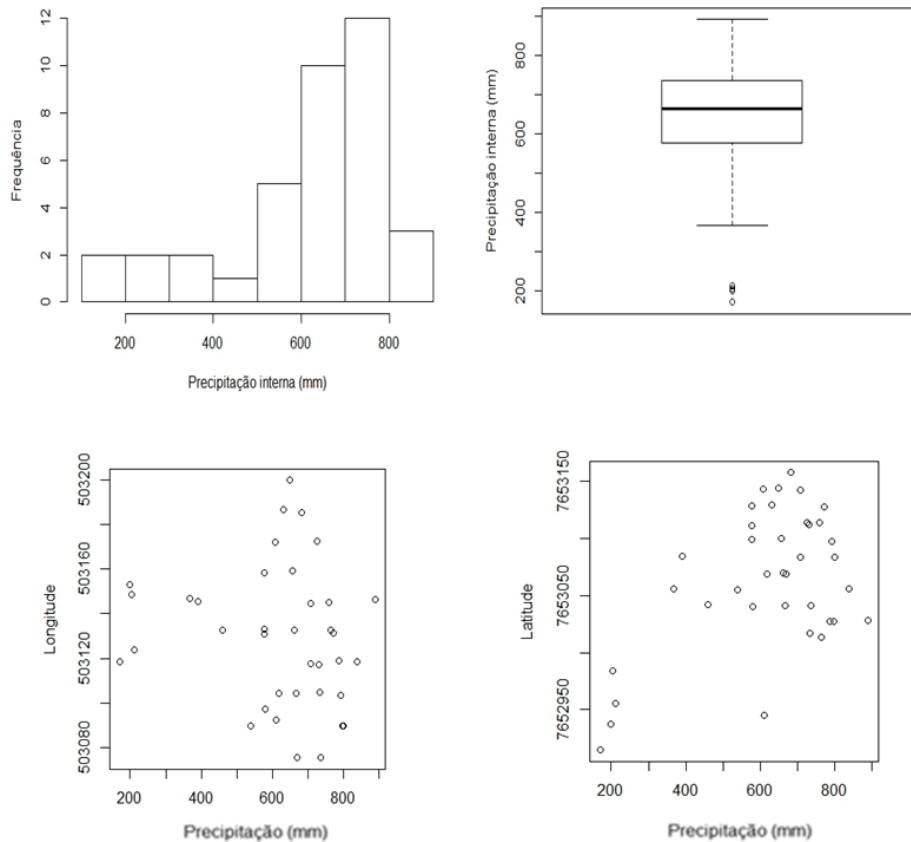 Frequência
12
10
8
6
4
2
0
200 400 600 800
Precipitação interna (mm)
Precipitação interna (mm)
800
600
400
200
Longitude
503200
503160
503120
503080
200 400 600 800
Precipitação (mm)
Latitude
7653150
7653050
7652950
200 400 600 800
Precipitação (mm)